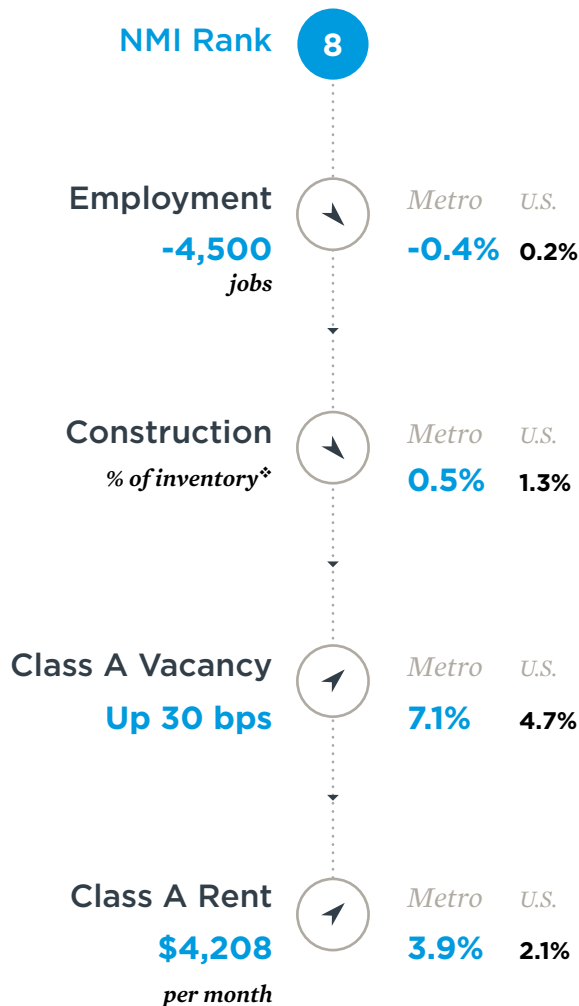 NMI Rank 8
Employment Metro U.S.
-4,500 -0.4% 0.2%
jobs
Construction Metro U.S.
% of inventory❖ 0.5% 1.3%
Class A Vacancy Metro U.S.
Up 30 bps 7.1% 4.7%
Class A Rent Metro U.S.
$4,208 3.9% 2.1%
per month